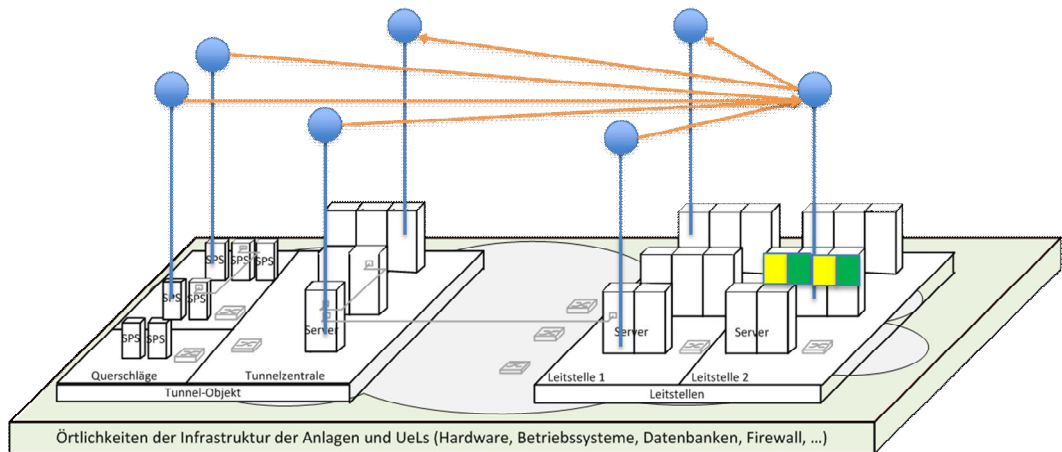 SPS SPS SPS
SPS SPS
SPS SPS
Server
Server
Server
Querschläge
Tunnelzentrale
Tunnel-Objekt
Leitstelle 1
Leitstelle 2
Leitstellen
Örtlichkeiten der Infrastruktur der Anlagen und UeLs (Hardware, Betriebssysteme, Datenbanken, Firewall, ...)